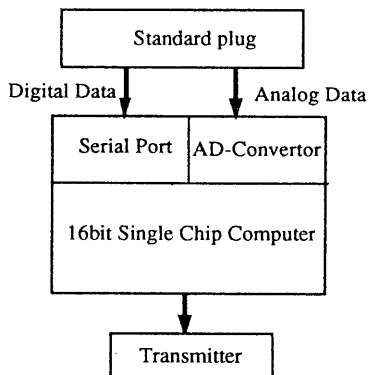 Standard plug
Digital Data
Analog Data
Serial Port
AD-Convertor
16bit Single Chip Computer
Transmitter